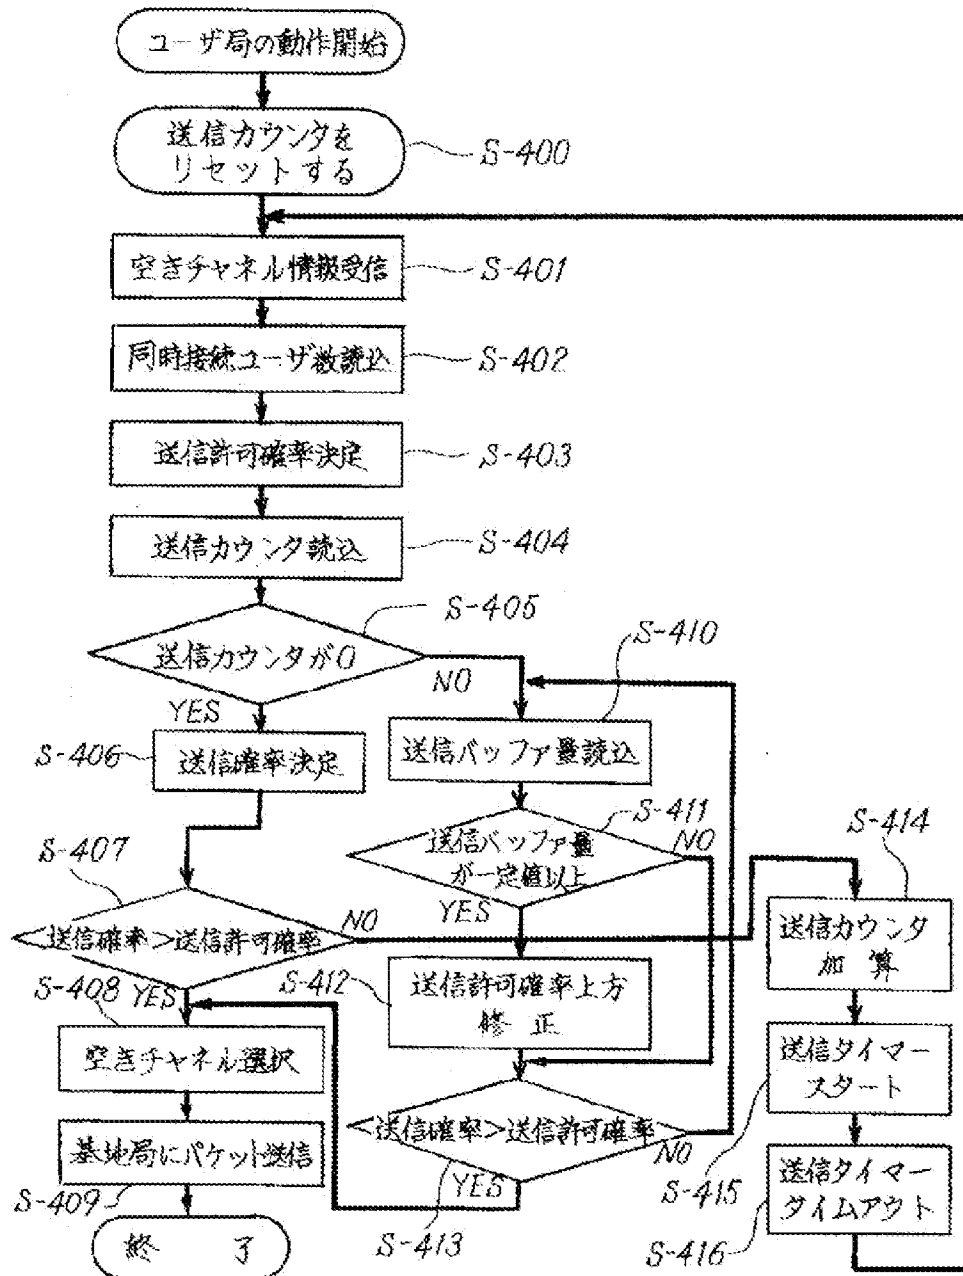 ユーザ局の動作開始
送信カウンタを
リセットする
S-400
空きチャネル情報受信
S-401
同時接続ユーザ数読込
S-402
送信許可確率決定
S-403
送信カウンタ読込
S-404
S-405
送信カウンタが0
NO
YES
S-410
S-406
送信確率決定
送信バッファ量読込
S-411
送信バッファ量
が一定値以上
NO
YES
S-414
送信カウンタ
加算
S-407
送信確率>送信許可確率
NO
YES
S-408
S-412
送信許可確率上方
修正
空きチャネル選択
送信タイマー
スタート
S-415
基地局にパケット送信
S-409
送信確率>送信許可確率
NO
YES
S-413
送信タイマー
タイムアウト
S-416
終了